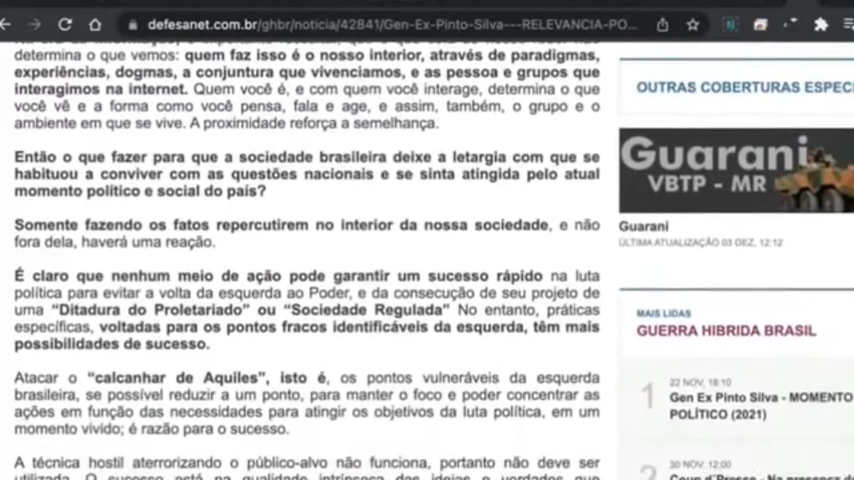 defesanet.com.br/ghbr/noticia/42841/Gen-Ex-Pinto-Silva---RELEVANCIA-PO...
determina o que vemos: quem faz isso é o nosso interior, através de paradigmas,
experiências, dogmas, a conjuntura que vivenciamos, e as pessoa e grupos que
interagimos na internet. Quem você é, e com quem você interage, determina o que
você vê e a forma como você pensa, fala e age, e assim, também, o grupo e o
ambiente em que se vive. A proximidade reforça a semelhança.
Então o que fazer para que a sociedade brasileira deixe a letargia com que se
habituou a conviver com as questões nacionais e se sinta atingida pelo atual
momento político e social do país?
Somente fazendo os fatos repercutirem no interior da nossa sociedade, e não
fora dela, haverá uma reação.
É claro que nenhum meio de ação pode garantir um sucesso rápido na luta
política para evitar a volta da esquerda ao Poder, e da consecução de seu projeto de
uma “Ditadura do Proletariado” ou “Sociedade Regulada” No entanto, práticas
específicas, voltadas para os pontos fracos identificáveis da esquerda, têm mais
possibilidades de sucesso.
Atacar o “calcanhar de Aquiles”, isto é, os pontos vulneráveis da esquerda
brasileira, se possível reduzir a um ponto, para manter o foco e poder concentrar as
ações em função das necessidades para atingir os objetivos da luta política, em um
momento vivido; é razão para o sucesso.
A técnica hostil aterrorizando o público-alvo não funciona, portanto não deve ser
utilizada. O sucesso está na qualidade intrínseca das ideias e verdades que
OUTRAS COBERTURAS ESPECI
Guarani
VBTP - MR
Guarani
ÚLTIMA ATUALIZAÇÃO 03 DEZ, 12:12
MAIS LIDAS
GUERRA HIBRIDA BRASIL
1
22 NOV, 18:10
Gen Ex Pinto Silva - MOMENTO
POLÍTICO (2021)
2
30 NOV, 12:00